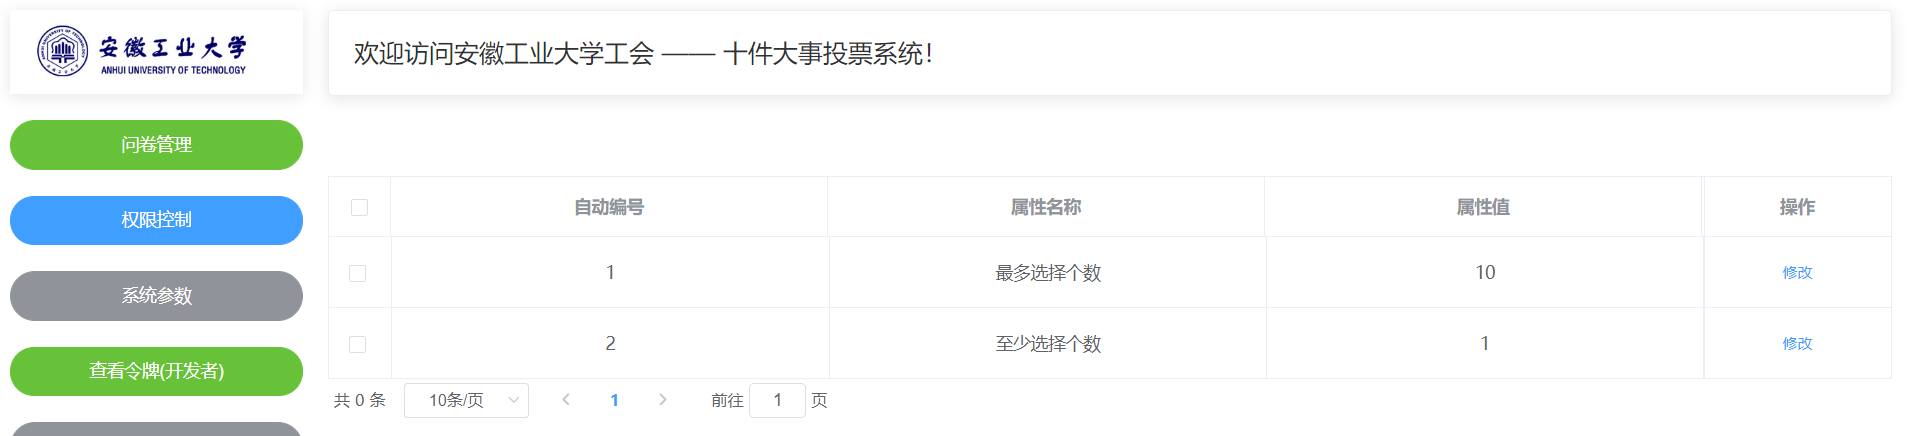 安徽工业大学
ANHUI UNIVERSITY OF TECHNOLOGY
欢迎访问安徽工业大学工会 —— 十件大事投票系统！
问卷管理
权限控制
系统参数
查看令牌(开发者)
自动编号 属性名称 属性值 操作
1 最多选择个数 10 修改
2 至少选择个数 1 修改
共 0 条 10条/页 1 前往 1 页